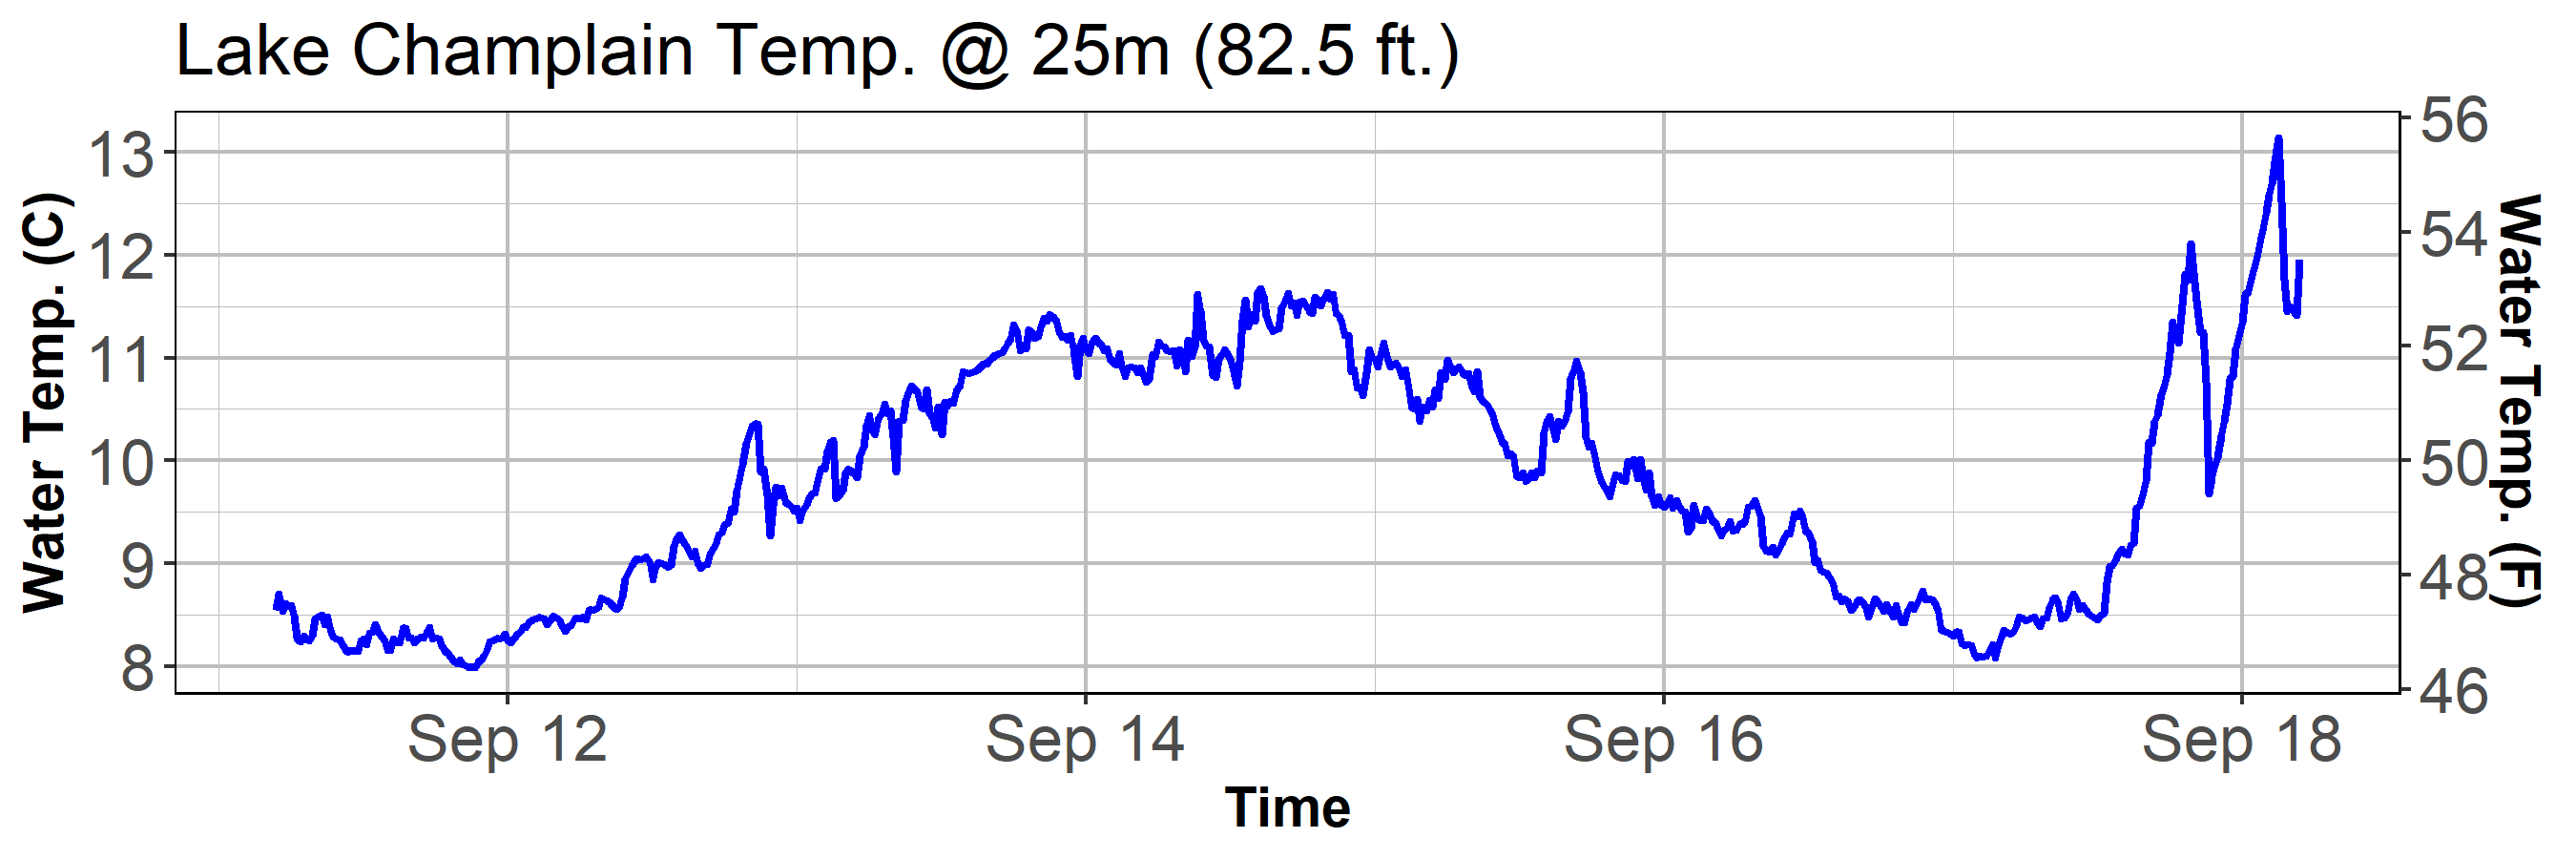 Lake Champlain Temp. @ 25m (82.5 ft.)
Water Temp. (C)
13
12
11
10
9
8
56
54
52
50
48
46
Water Temp. (F)
Sep 12
Sep 14
Sep 16
Sep 18
Time